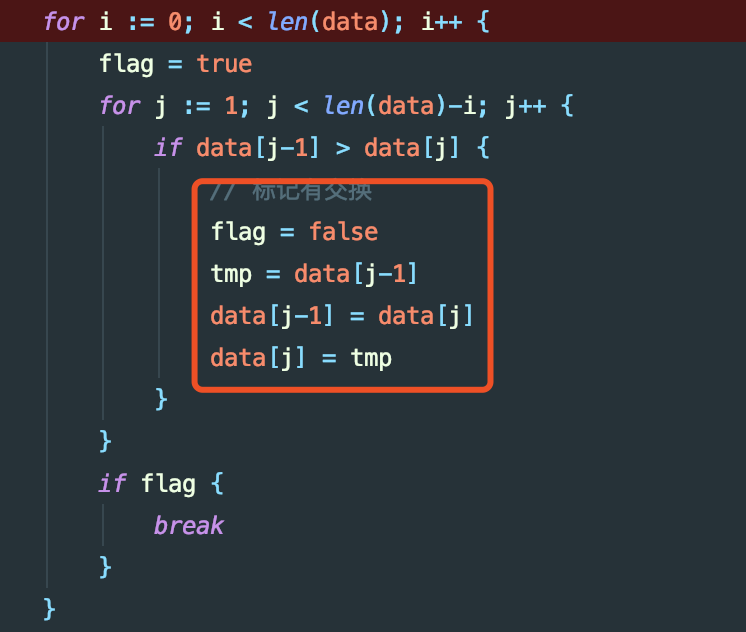 for i := 0; i < len(data); i++ {
flag = true
for j := 1; j < len(data)-i; j++ {
if data[j-1] > data[j] {
// 标记有交换
flag = false
tmp = data[j-1]
data[j-1] = data[j]
data[j] = tmp
}
}
if flag {
break
}
}